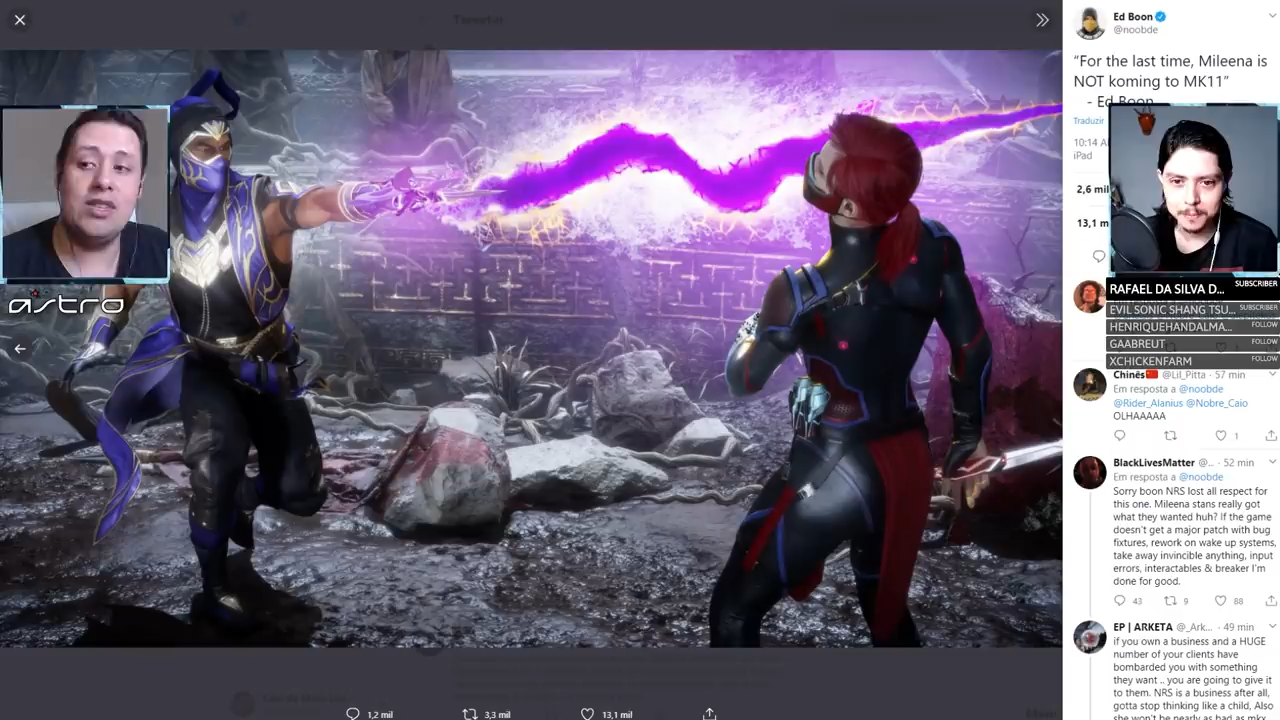 Ed Boon
@noobde
“For the last time, Mileena is
NOT koming to MK11”
- Ed Boon
Traduzir
10:14
iPad
2,6 mil
13,1
astro
RAFAEL DA SILVA D... SUBSCRIBER
EVIL SONIC SHANG TSU... SUBSCRIBER
HENRIQUEHANDALMA... FOLLOW
GAABREUT FOLLOW
XCHICKENFARM FOLLOW
Chinês @Lil_Pitta · 57 min
Em resposta a @noobde
@Rider_Alanius @Nobre_Caio
OLHAAAAA
1
BlackLivesMatter @... · 52 min
Em resposta a @noobde
Sorry boon NRS lost all respect for
this one. Mileena stans really got
what they wanted huh? If the game
doesn't get a major patch with bug
fixtures, rework on wake up systems,
take away invincible anything, input
errors, interactables & breaker I'm
done for good.
43 9 88
EP | ARKETA @_Ark... · 49 min
if you own a business and a HUGE
number of your clients have
bombarded you with something
they want .. you are going to give it
to them. NRS is a business after all,
gotta stop thinking like a child, Also
she won't be nearly as bad as mkx
1,2 mil 3,3 mil 13,1 mil